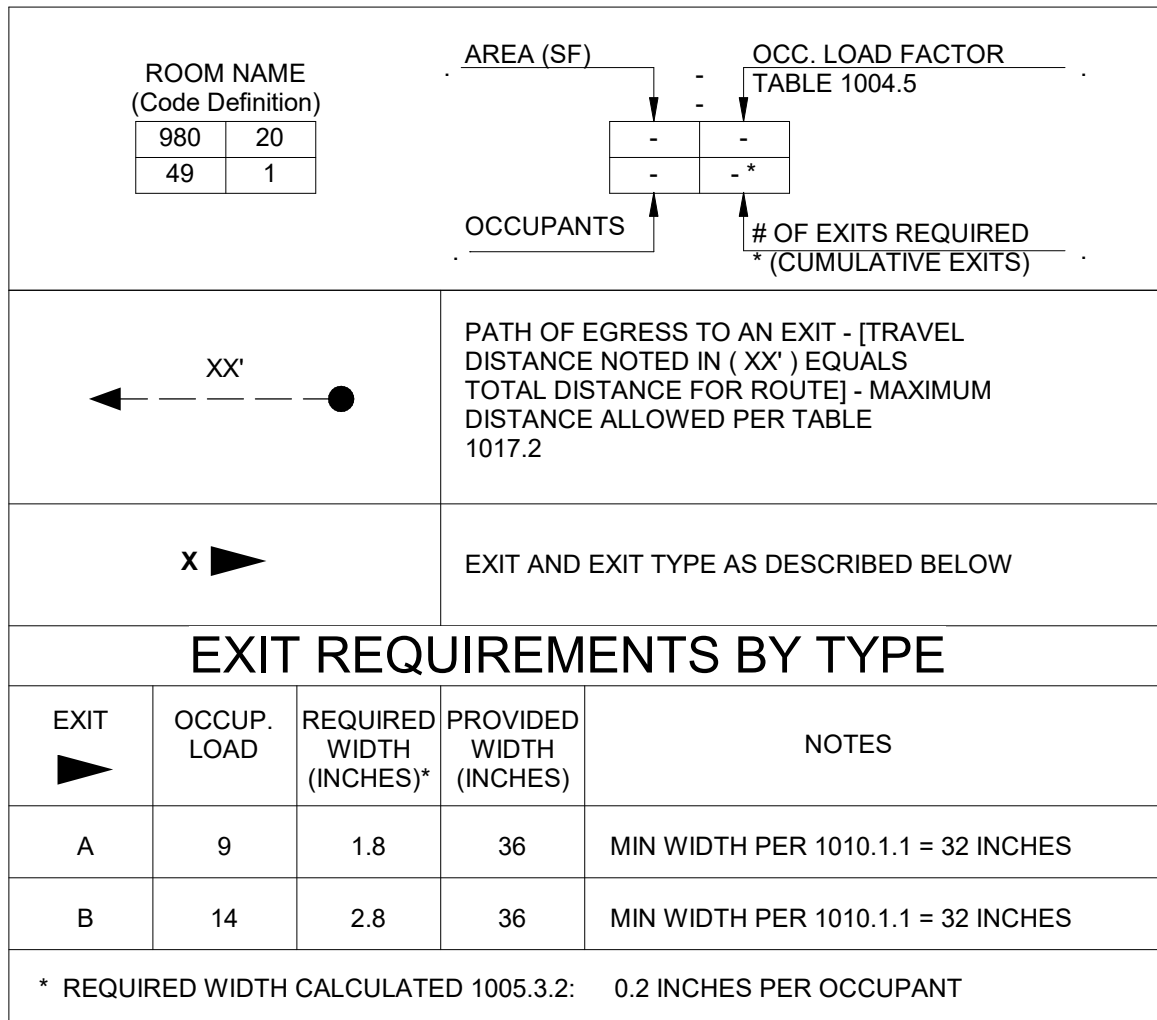 ROOM NAME
(Code Definition)
980 20
49 1
AREA (SF)
OCC. LOAD FACTOR
TABLE 1004.5
-
-
- -
- - *
OCCUPANTS
# OF EXITS REQUIRED
* (CUMULATIVE EXITS)
XX'
PATH OF EGRESS TO AN EXIT - [TRAVEL
DISTANCE NOTED IN ( XX' ) EQUALS
TOTAL DISTANCE FOR ROUTE] - MAXIMUM
DISTANCE ALLOWED PER TABLE
1017.2
X
EXIT AND EXIT TYPE AS DESCRIBED BELOW
EXIT REQUIREMENTS BY TYPE
EXIT
OCCUP.
LOAD
REQUIRED
WIDTH
(INCHES)*
PROVIDED
WIDTH
(INCHES)
NOTES
A 9 1.8 36 MIN WIDTH PER 1010.1.1 = 32 INCHES
B 14 2.8 36 MIN WIDTH PER 1010.1.1 = 32 INCHES
* REQUIRED WIDTH CALCULATED 1005.3.2: 0.2 INCHES PER OCCUPANT